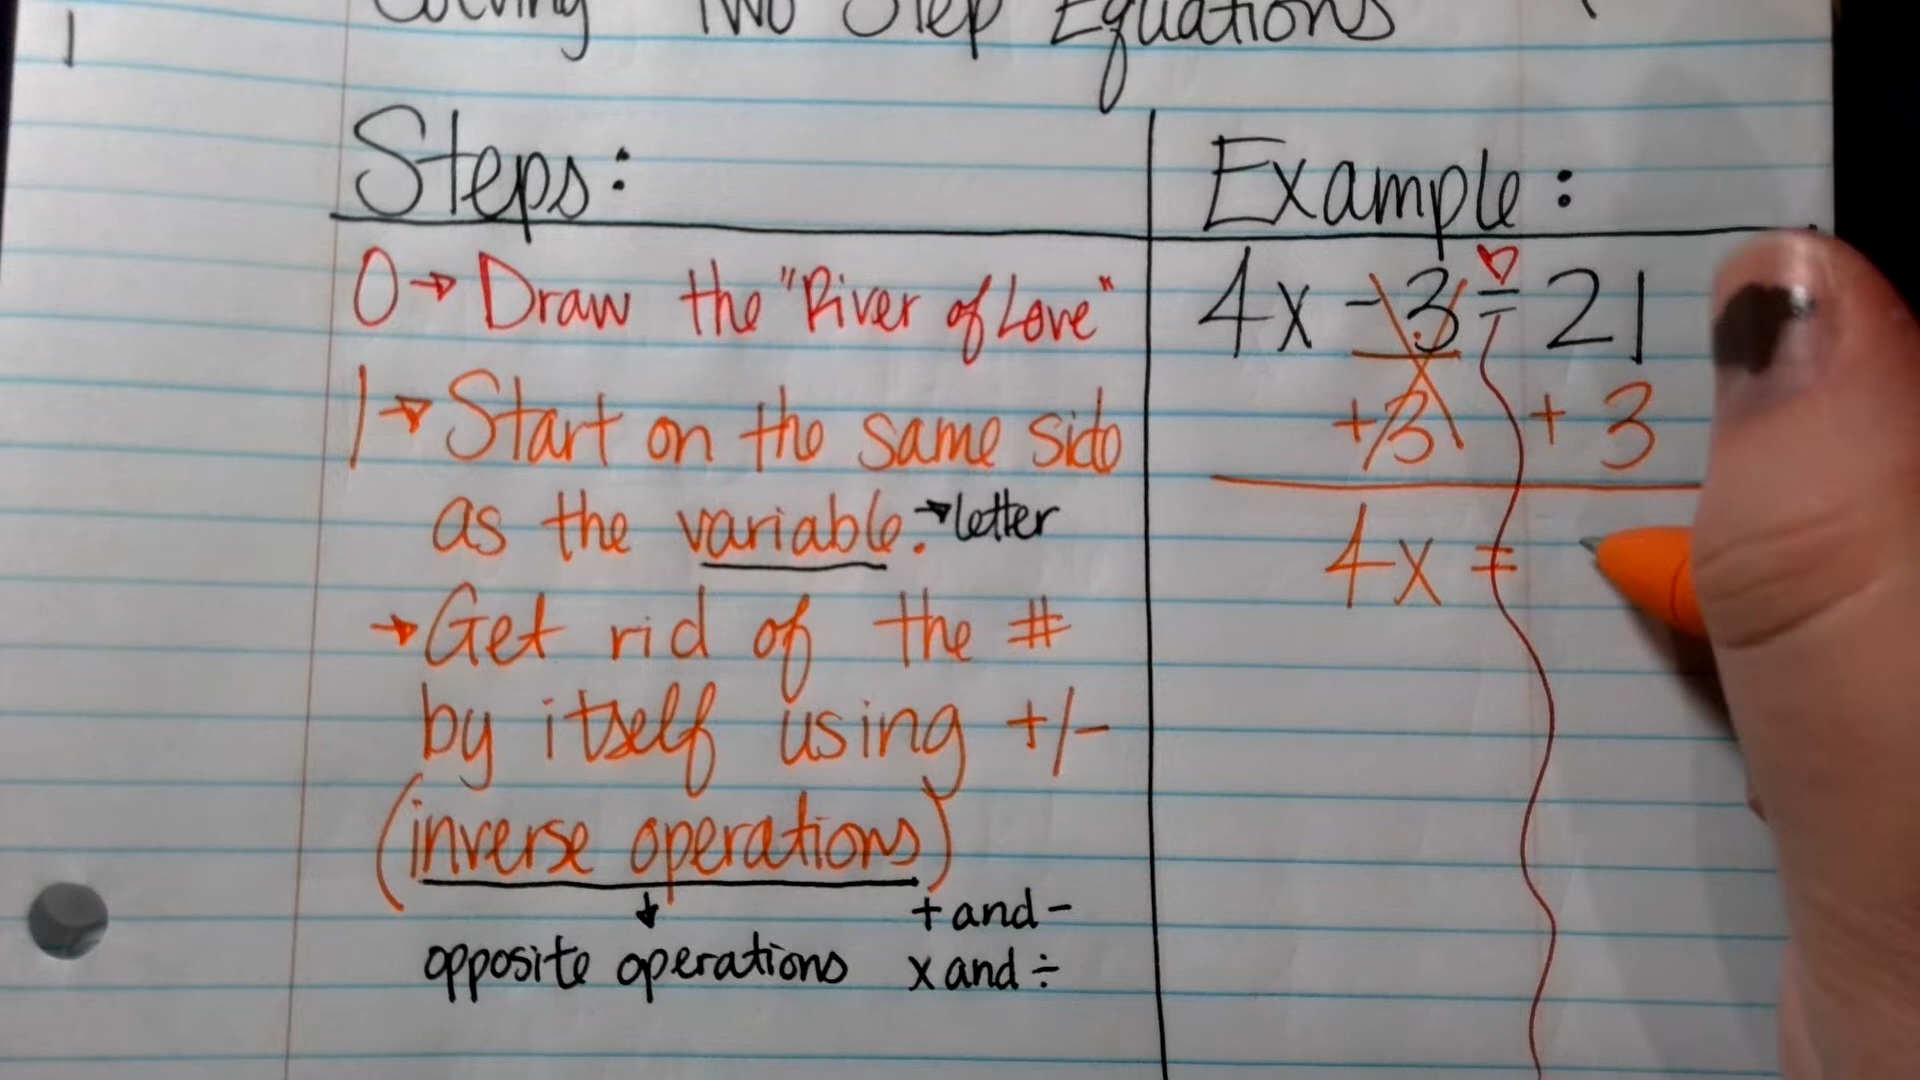 Solving Two Step Equations
Steps:
0→ Draw the "River of Love"
1→ Start on the same side
as the variable. → letter
→ Get rid of the #
by itself using +/-
(inverse operations)
opposite operations
+ and -
x and ÷
Example:
4x - 3 = 21
+3 + 3
4x =